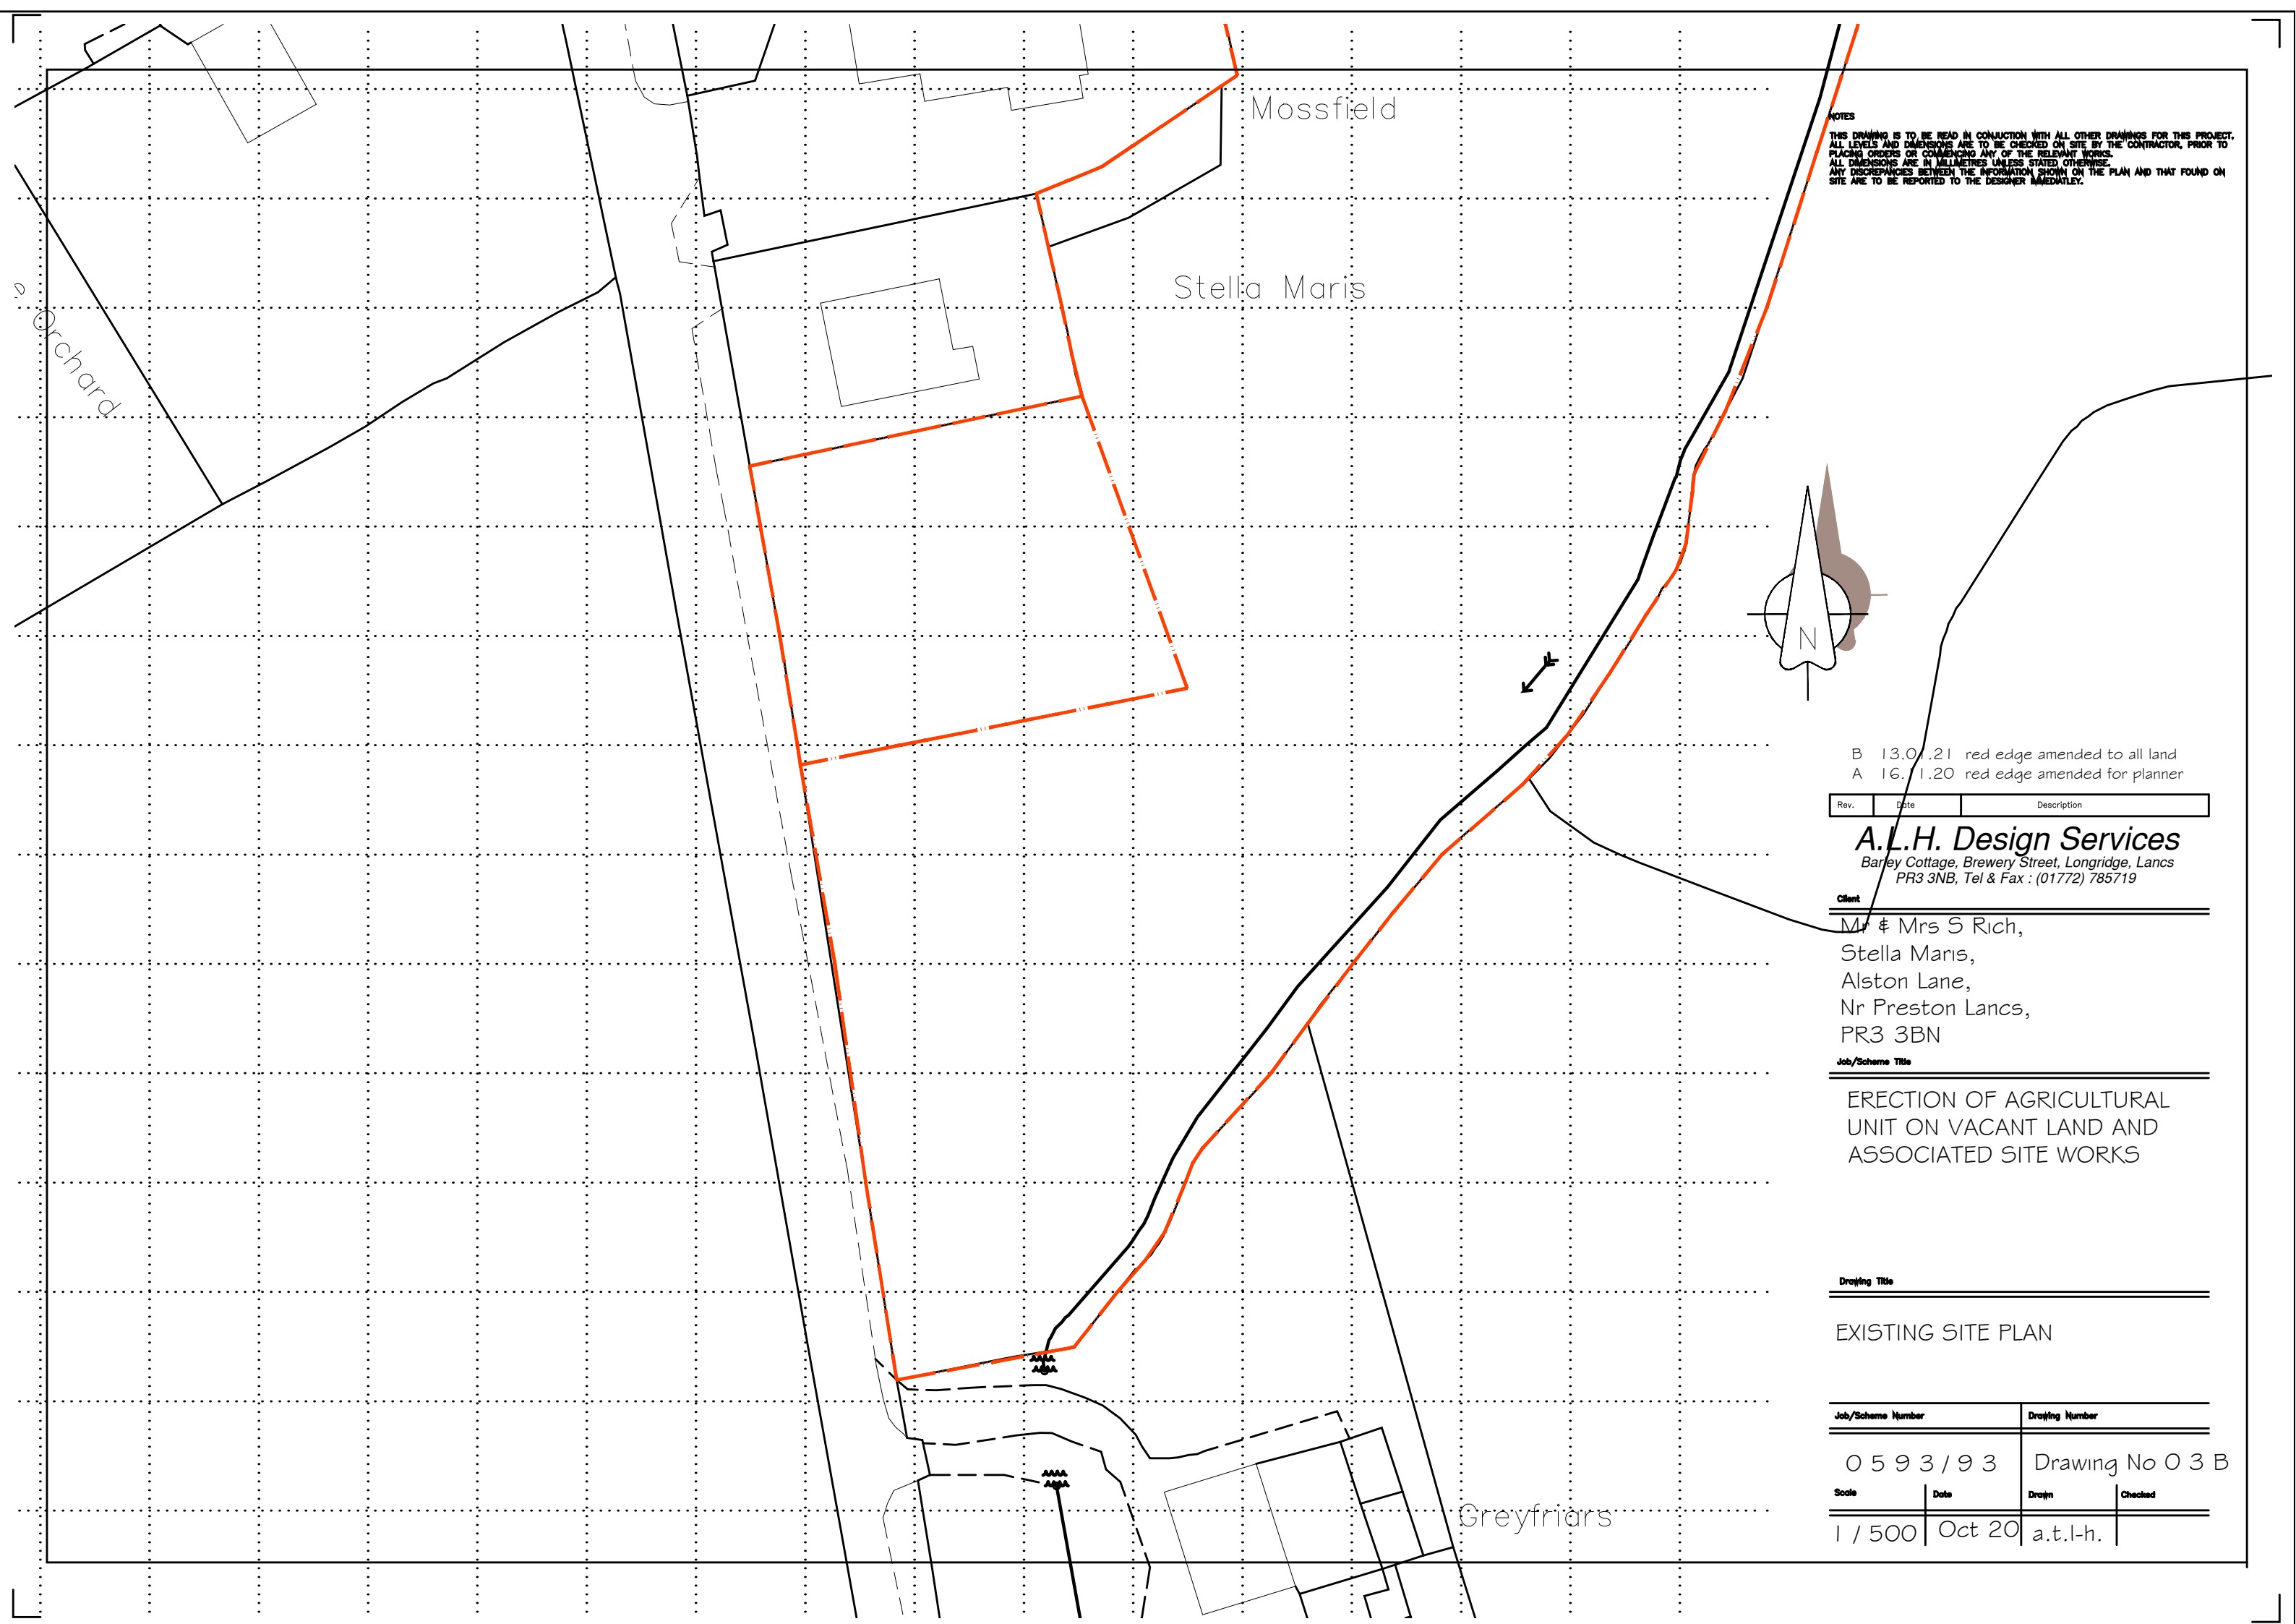 Mossfield
Stella Maris
Orchard
Greyfriars
N
NOTES
THIS DRAWING IS TO BE READ IN CONJUCTION WITH ALL OTHER DRAWINGS FOR THIS PROJECT.
ALL LEVELS AND DIMENSIONS ARE TO BE CHECKED ON SITE BY THE CONTRACTOR, PRIOR TO
PLACING ORDERS OR COMMENCING ANY OF THE RELEVANT WORKS.
ALL DIMENSIONS ARE IN MILLIMETRES UNLESS STATED OTHERWISE.
ANY DISCREPANCIES BETWEEN THE INFORMATION SHOWN ON THE PLAN AND THAT FOUND ON
SITE ARE TO BE REPORTED TO THE DESIGNER IMMEDIATLEY.
B 13.01.21 red edge amended to all land
A 16.11.20 red edge amended for planner
Rev. Date Description
A.L.H. Design Services
Barley Cottage, Brewery Street, Longridge, Lancs
PR3 3NB, Tel & Fax : (01772) 785719
Client
Mr & Mrs S Rich,
Stella Maris,
Alston Lane,
Nr Preston Lancs,
PR3 3BN
Job/Scheme Title
ERECTION OF AGRICULTURAL
UNIT ON VACANT LAND AND
ASSOCIATED SITE WORKS
Drawing Title
EXISTING SITE PLAN
Job/Scheme Number Drawing Number
0593/93 Drawing No 03B
Scale Date Drawn Checked
1/500 Oct 20 a.t.l-h.